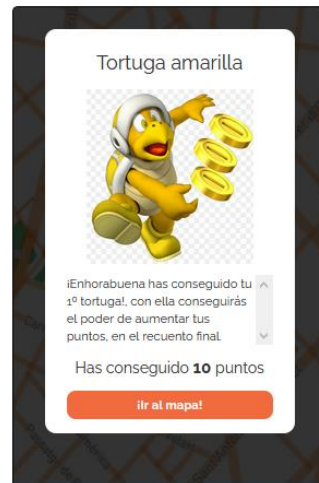 Tortuga amarilla
¡Enhorabuena has conseguido tu
1º tortuga!, con ella conseguirás
el poder de aumentar tus
puntos, en el recuento final.
Has conseguido 10 puntos
¡Ir al mapa!